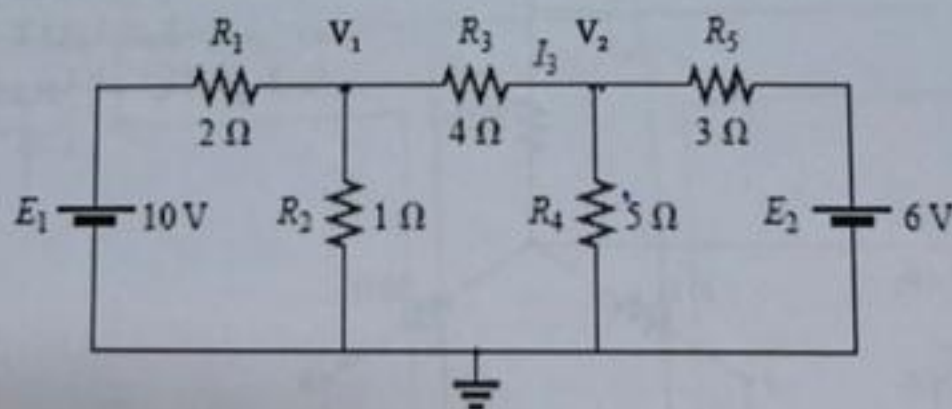 R₁ V₁ R₃ I₃ V₂ R₅
2 Ω 4 Ω 3 Ω
E₁ 10 V R₂ 1 Ω R₄ 5 Ω E₂ 6 V